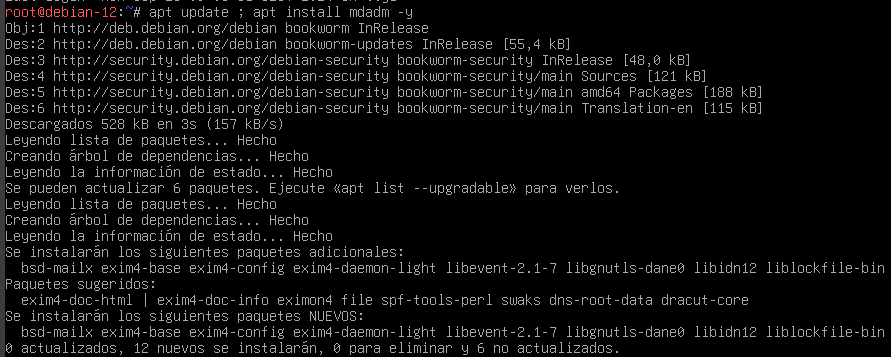 root@debian-12:~# apt update ; apt install mdadm -y
Obj:1 http://deb.debian.org/debian bookworm InRelease
Des:2 http://deb.debian.org/debian bookworm-updates InRelease [55,4 kB]
Des:3 http://security.debian.org/debian-security bookworm-security InRelease [48,0 kB]
Des:4 http://security.debian.org/debian-security bookworm-security/main Sources [121 kB]
Des:5 http://security.debian.org/debian-security bookworm-security/main amd64 Packages [188 kB]
Des:6 http://security.debian.org/debian-security bookworm-security/main Translation-en [115 kB]
Descargados 528 kB en 3s (157 kB/s)
Leyendo lista de paquetes... Hecho
Creando árbol de dependencias... Hecho
Leyendo la información de estado... Hecho
Se pueden actualizar 6 paquetes. Ejecute «apt list --upgradable» para verlos.
Leyendo lista de paquetes... Hecho
Creando árbol de dependencias... Hecho
Leyendo la información de estado... Hecho
Se instalarán los siguientes paquetes adicionales:
bsd-mailx exim4-base exim4-config exim4-daemon-light libevent-2.1-7 libgnutls-dane0 libidn12 liblockfile-bin
Paquetes sugeridos:
exim4-doc-html | exim4-doc-info eximon4 file spf-tools-perl swaks dns-root-data dracut-core
Se instalarán los siguientes paquetes NUEVOS:
bsd-mailx exim4-base exim4-config exim4-daemon-light libevent-2.1-7 libgnutls-dane0 libidn12 liblockfile-bin
0 actualizados, 12 nuevos se instalarán, 0 para eliminar y 6 no actualizados.